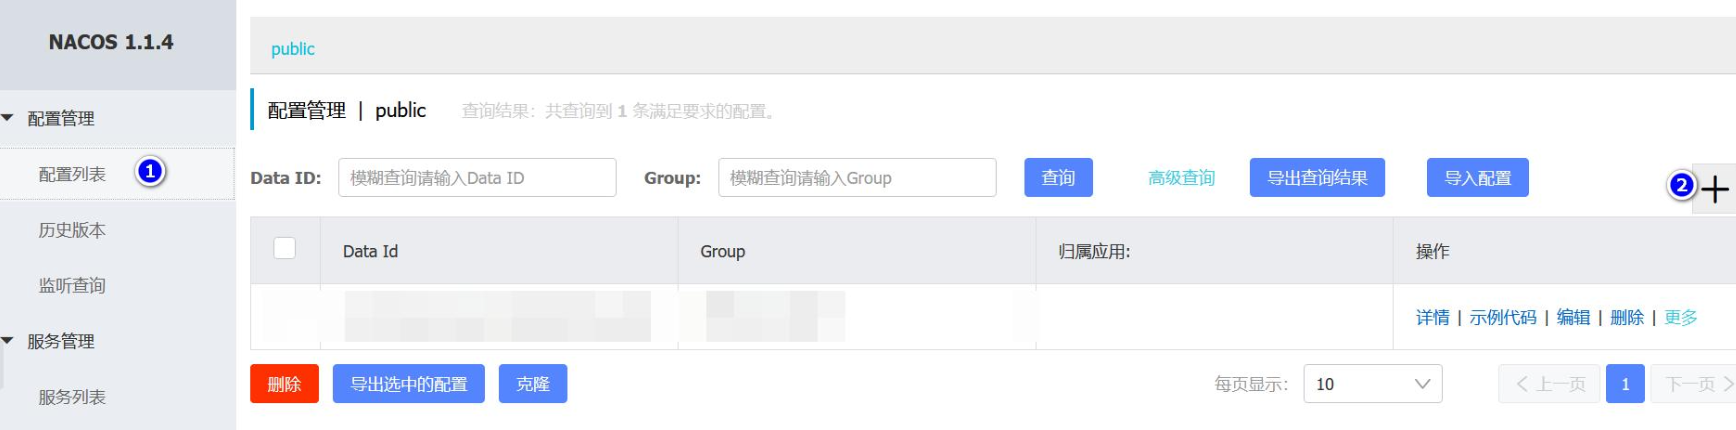 NACOS 1.1.4
public
配置管理
配置管理 | public 查询结果：共查询到 1 条满足要求的配置。
配置列表 1
Data ID: 模糊查询请输入Data ID Group: 模糊查询请输入Group 查询 高级查询 导出查询结果 导入配置 2 +
历史版本
Data Id Group 归属应用: 操作
监听查询
详情 | 示例代码 | 编辑 | 删除 | 更多
服务管理
删除 导出选中的配置 克隆 每页显示: 10 < 上一页 1 下一页 >
服务列表